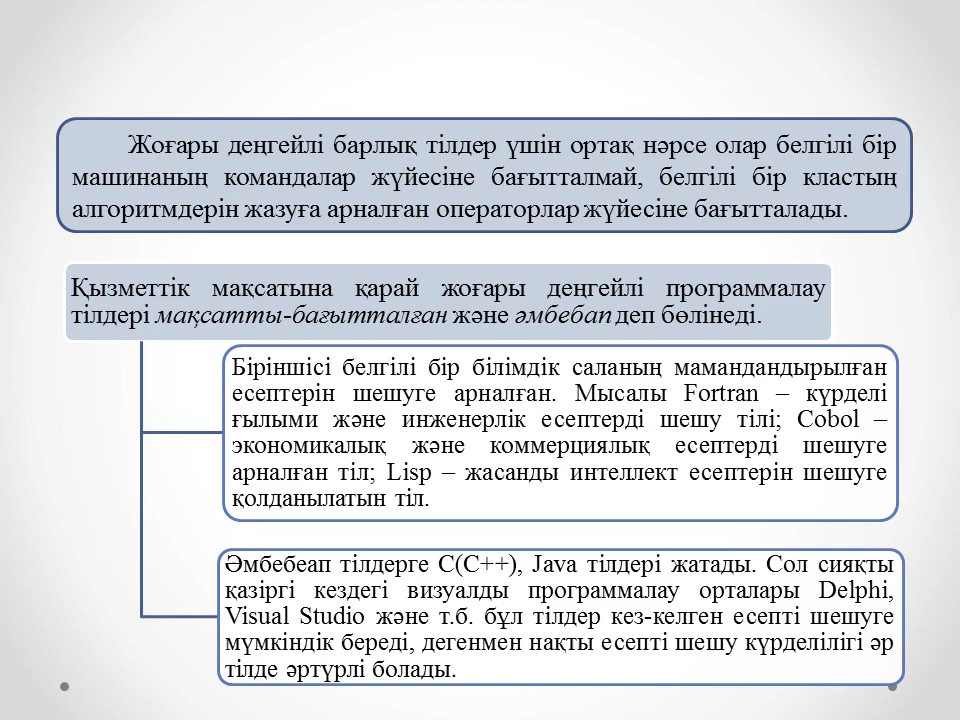 Жоғары деңгейлі барлық тілдер үшін ортақ нәрсе олар белгілі бір
машинаның командалар жүйесіне бағытталмай, белгілі бір кластың
алгоритмдерін жазуға арналған операторлар жүйесіне бағытталады.
Қызметтік мақсатына қарай жоғары деңгейлі программалау
тілдері мақсатты-бағытталған және әмбебап деп бөлінеді.
Біріншісі белгілі бір білімдік саланың мамандандырылған
есептерін шешуге арналған. Мысалы Fortran – күрделі
ғылыми және инженерлік есептерді шешу тілі; Cobol –
экономикалық және коммерциялық есептерді шешуге
арналған тіл; Lisp – жасанды интеллект есептерін шешуге
қолданылатын тіл.
Әмбебеап тілдерге C(C++), Java тілдері жатады. Сол сияқты
қазіргі кездегі визуалды программалау орталары Delphi,
Visual Studio және т.б. бұл тілдер кез-келген есепті шешуге
мүмкіндік береді, дегенмен нақты есепті шешу күрделілігі әр
тілде әртүрлі болады.